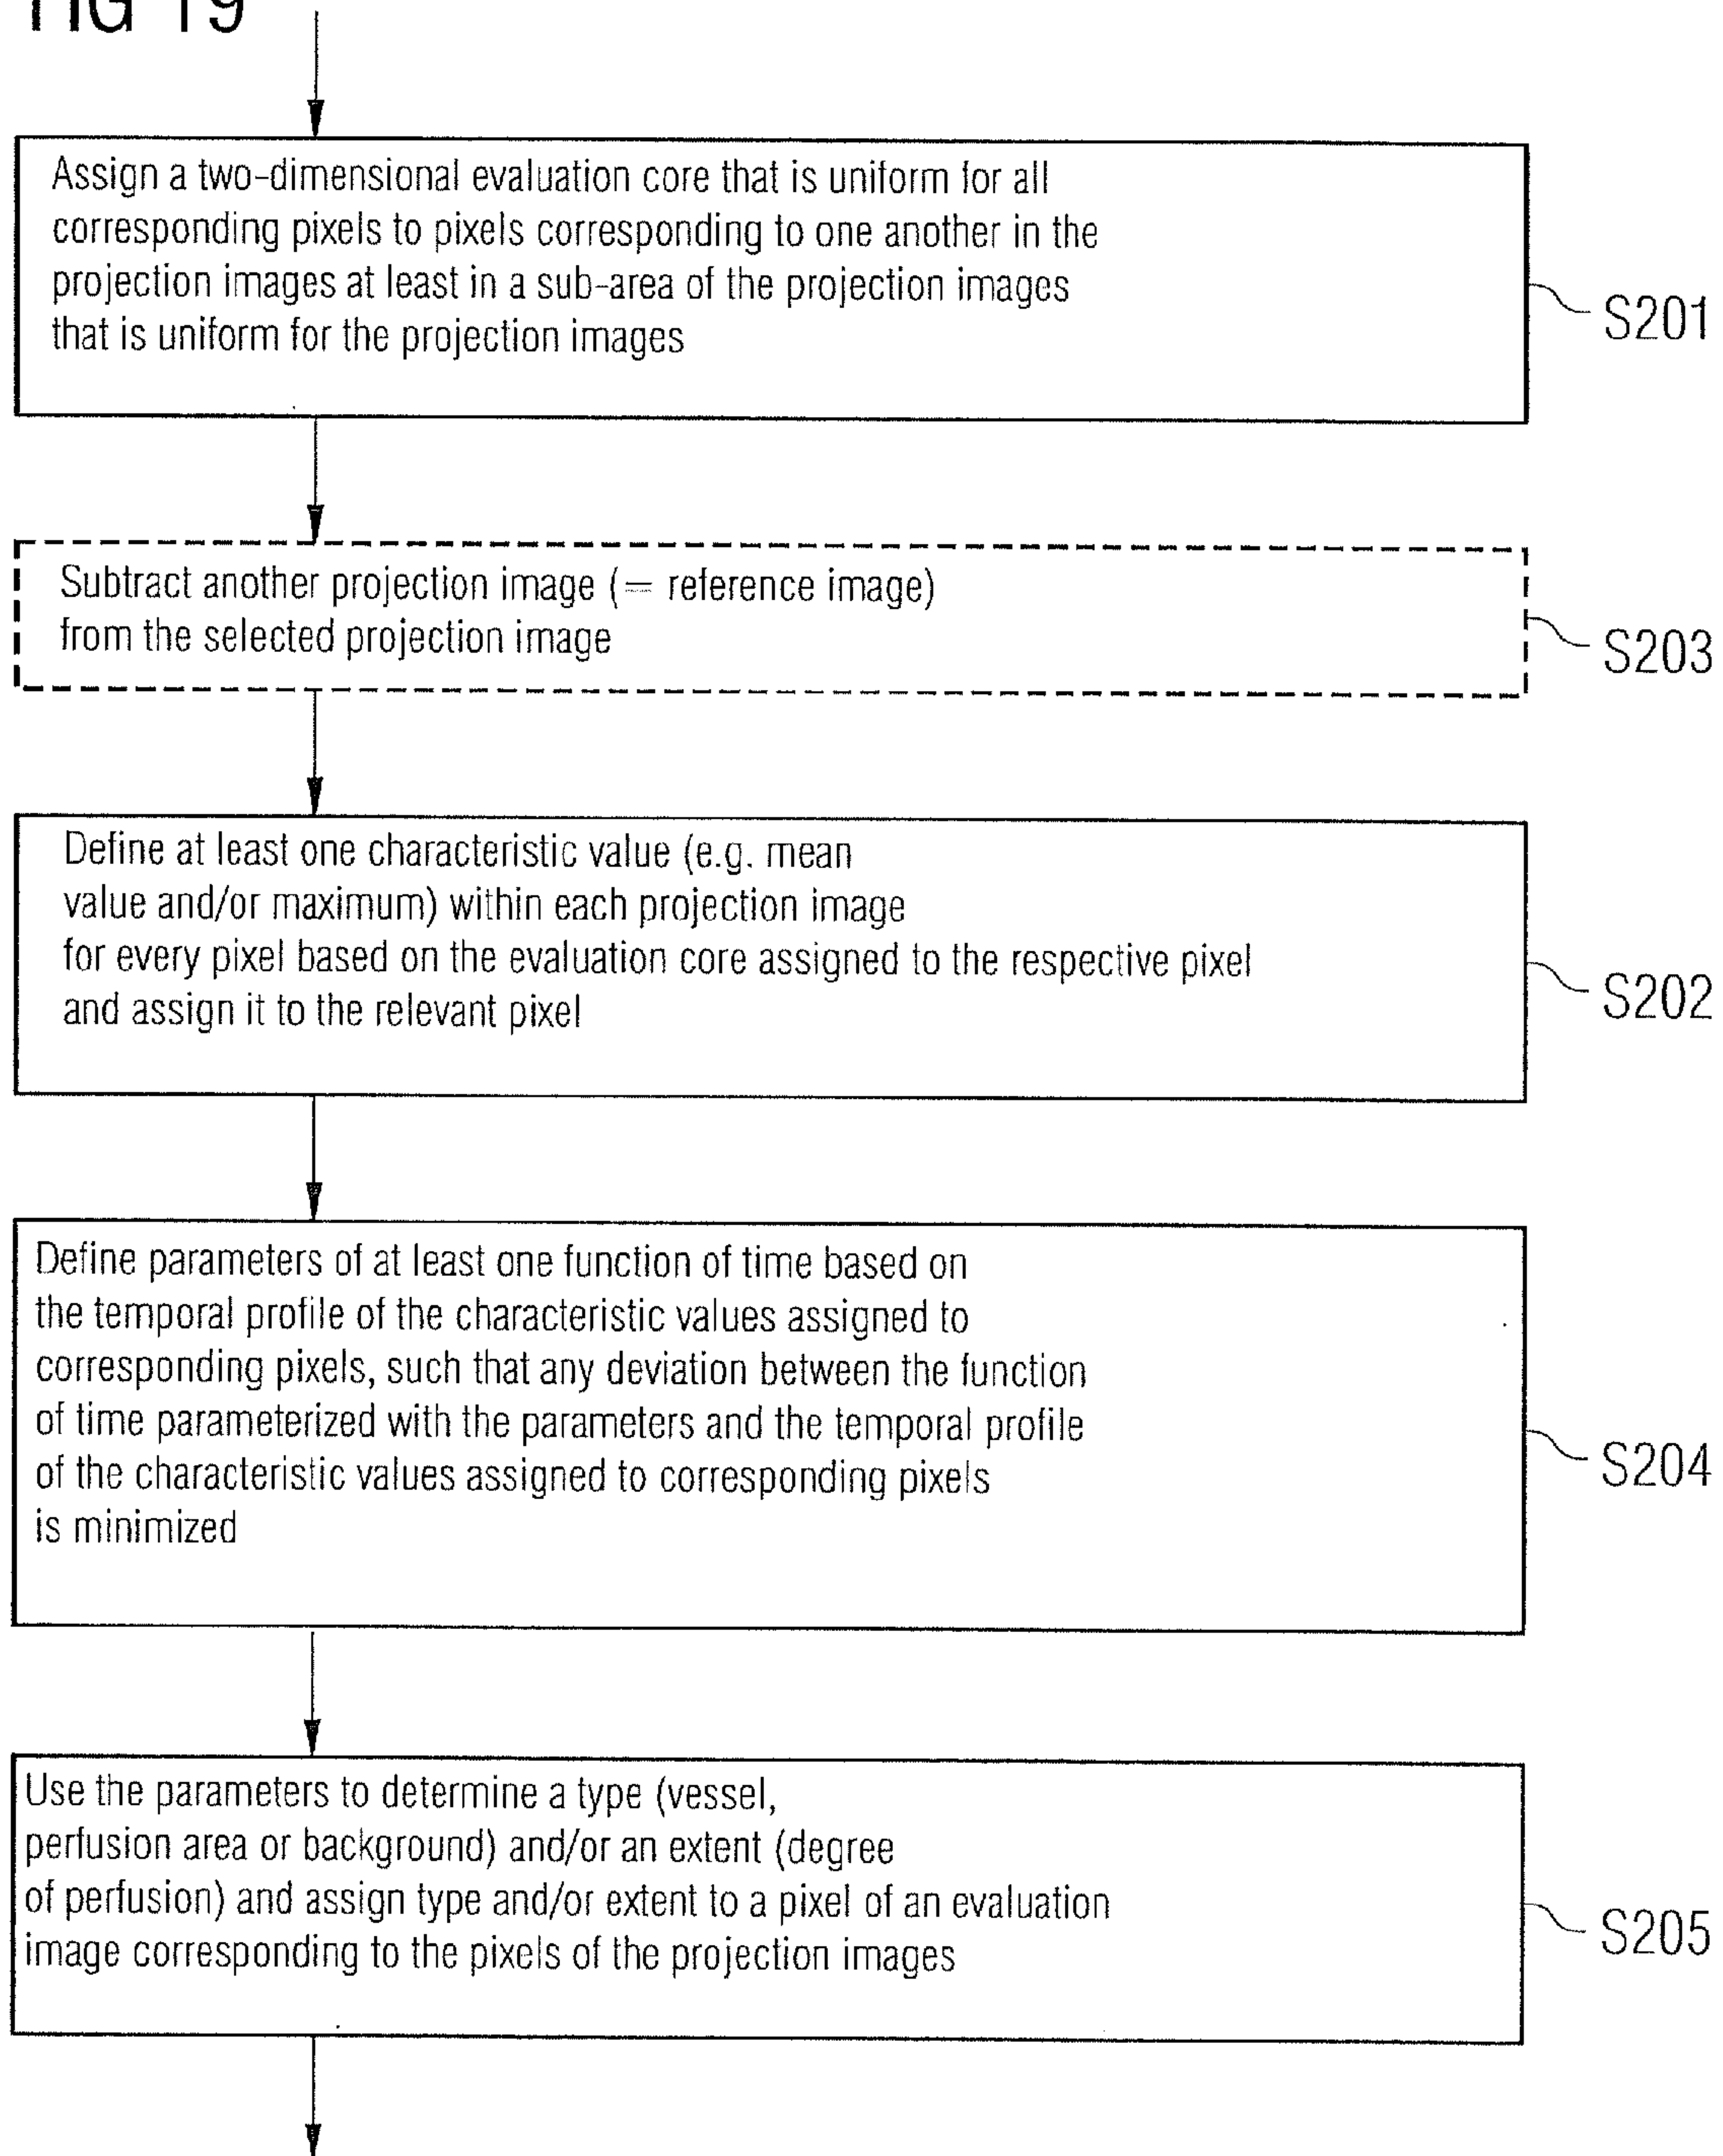 FIG 19
Assign a two-dimensional evaluation core that is uniform for all
corresponding pixels to pixels corresponding to one another in the
projection images at least in a sub-area of the projection images
that is uniform for the projection images
S201
Subtract another projection image (= reference image)
from the selected projection image
S203
Define at least one characteristic value (e.g. mean
value and/or maximum) within each projection image
for every pixel based on the evaluation core assigned to the respective pixel
and assign it to the relevant pixel
S202
Define parameters of at least one function of time based on
the temporal profile of the characteristic values assigned to
corresponding pixels, such that any deviation between the function
of time parameterized with the parameters and the temporal profile
of the characteristic values assigned to corresponding pixels
is minimized
S204
Use the parameters to determine a type (vessel,
perfusion area or background) and/or an extent (degree
of perfusion) and assign type and/or extent to a pixel of an evaluation
image corresponding to the pixels of the projection images
S205